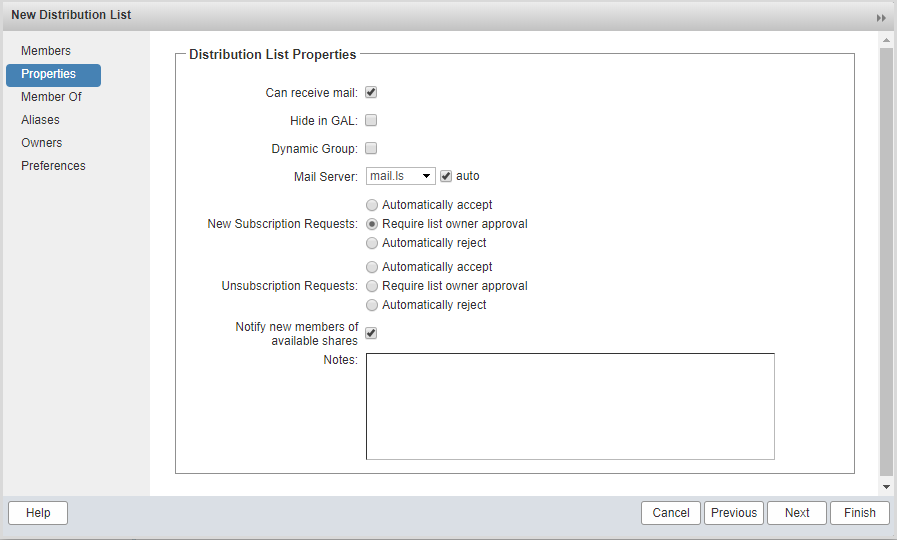 New Distribution List
Members
Properties
Member Of
Aliases
Owners
Preferences
Distribution List Properties
Can receive mail:
Hide in GAL:
Dynamic Group:
Mail Server: mail.ls auto
New Subscription Requests:
Automatically accept
Require list owner approval
Automatically reject
Unsubscription Requests:
Automatically accept
Require list owner approval
Automatically reject
Notify new members of
available shares
Notes:
Help
Cancel Previous Next Finish